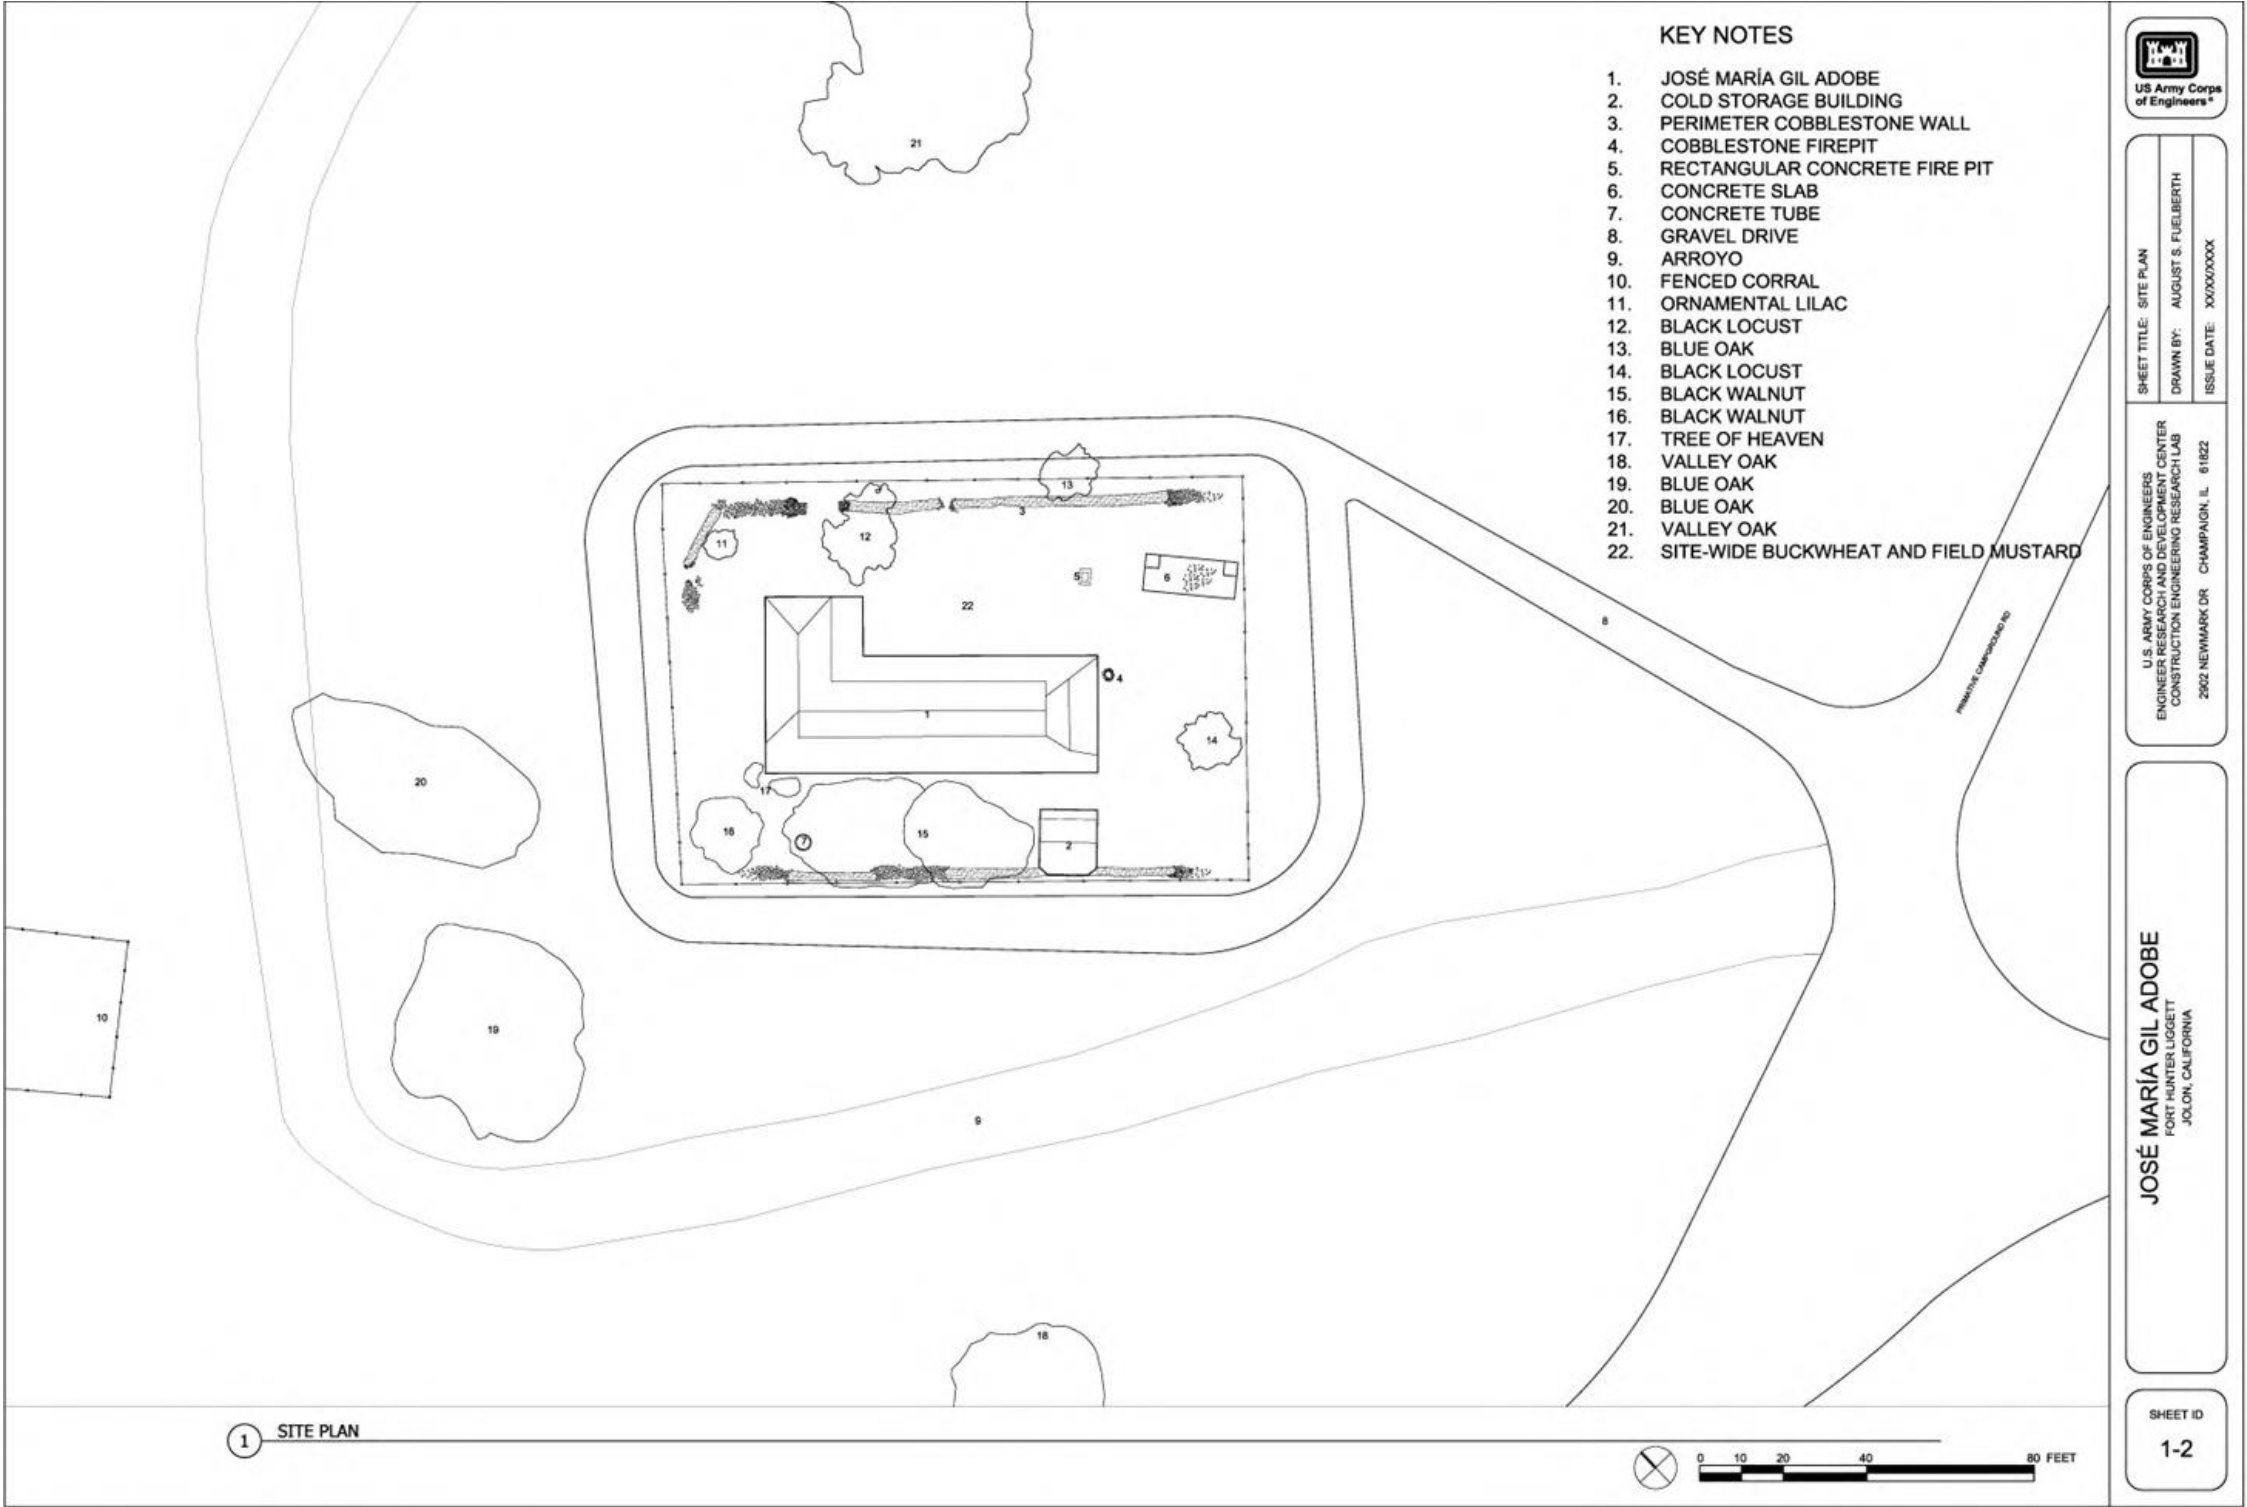 KEY NOTES
1. JOSÉ MARÍA GIL ADOBE
2. COLD STORAGE BUILDING
3. PERIMETER COBBLESTONE WALL
4. COBBLESTONE FIREPIT
5. RECTANGULAR CONCRETE FIRE PIT
6. CONCRETE SLAB
7. CONCRETE TUBE
8. GRAVEL DRIVE
9. ARROYO
10. FENCED CORRAL
11. ORNAMENTAL LILAC
12. BLACK LOCUST
13. BLUE OAK
14. BLACK LOCUST
15. BLACK WALNUT
16. BLACK WALNUT
17. TREE OF HEAVEN
18. VALLEY OAK
19. BLUE OAK
20. BLUE OAK
21. VALLEY OAK
22. SITE-WIDE BUCKWHEAT AND FIELD MUSTARD
21
13
3
12
11
5
6
22
8
PRIMATIVE CAMPGROUND RD
4
1
14
20
17
16
15
7
2
10
19
9
18
1 SITE PLAN
0 10 20 40 80 FEET
US Army Corps
of Engineers®
SHEET TITLE: SITE PLAN
DRAWN BY: AUGUST S. FUELBERTH
ISSUE DATE: XX/XX/XXXX
U.S. ARMY CORPS OF ENGINEERS
ENGINEER RESEARCH AND DEVELOPMENT CENTER
CONSTRUCTION ENGINEERING RESEARCH LAB
2902 NEWMARK DR CHAMPAIGN, IL 61822
JOSÉ MARÍA GIL ADOBE
FORT HUNTER LIGGETT
JOLON, CALIFORNIA
SHEET ID
1-2